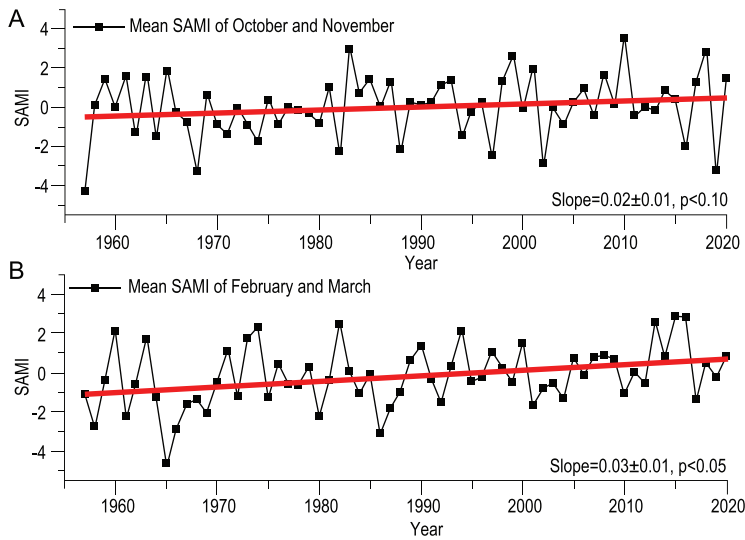 A
Mean SAMI of October and November
4
2
0
-2
-4
SAMI
Slope=0.02±0.01, p<0.10
1960 1970 1980 1990 2000 2010 2020
Year
B
Mean SAMI of February and March
4
2
0
-2
-4
SAMI
Slope=0.03±0.01, p<0.05
1960 1970 1980 1990 2000 2010 2020
Year